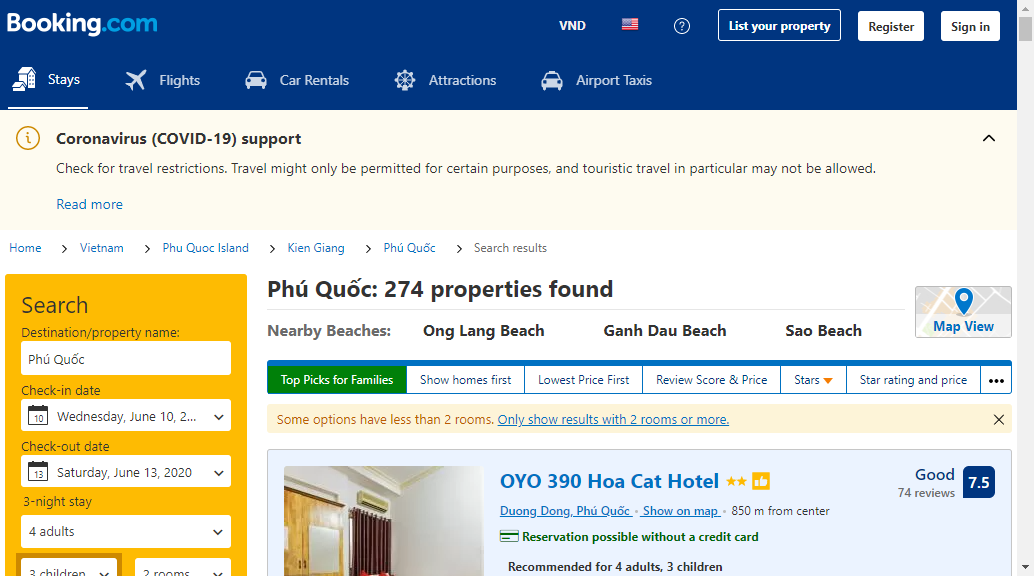 Booking.com
VND
List your property
Register
Sign in
Stays
Flights
Car Rentals
Attractions
Airport Taxis
Coronavirus (COVID-19) support
Check for travel restrictions. Travel might only be permitted for certain purposes, and touristic travel in particular may not be allowed.
Read more
Home
Vietnam
Phu Quoc Island
Kien Giang
Phú Quốc
Search results
Search
Destination/property name:
Phú Quốc
Check-in date
10
Wednesday, June 10, 2...
Check-out date
13
Saturday, June 13, 2020
3-night stay
4 adults
3 children
2 rooms
Phú Quốc: 274 properties found
Nearby Beaches:
Ong Lang Beach
Ganh Dau Beach
Sao Beach
Map View
Top Picks for Families
Show homes first
Lowest Price First
Review Score & Price
Stars
Star rating and price
•••
Some options have less than 2 rooms. Only show results with 2 rooms or more.
OYO 390 Hoa Cat Hotel
Duong Dong, Phú Quốc
Show on map
850 m from center
Reservation possible without a credit card
Recommended for 4 adults, 3 children
Good
74 reviews
7.5